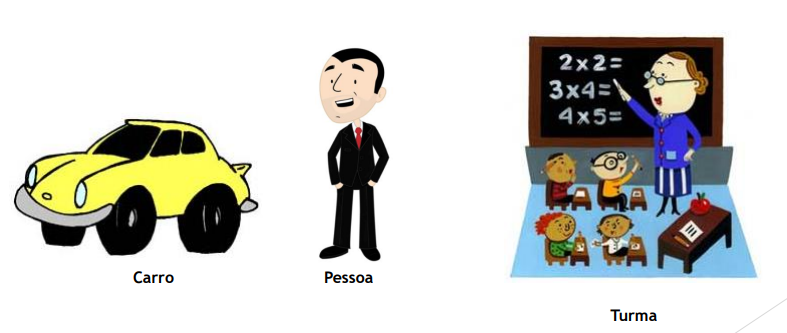 2x2=
3x4=
4x5=
Carro
Pessoa
Turma